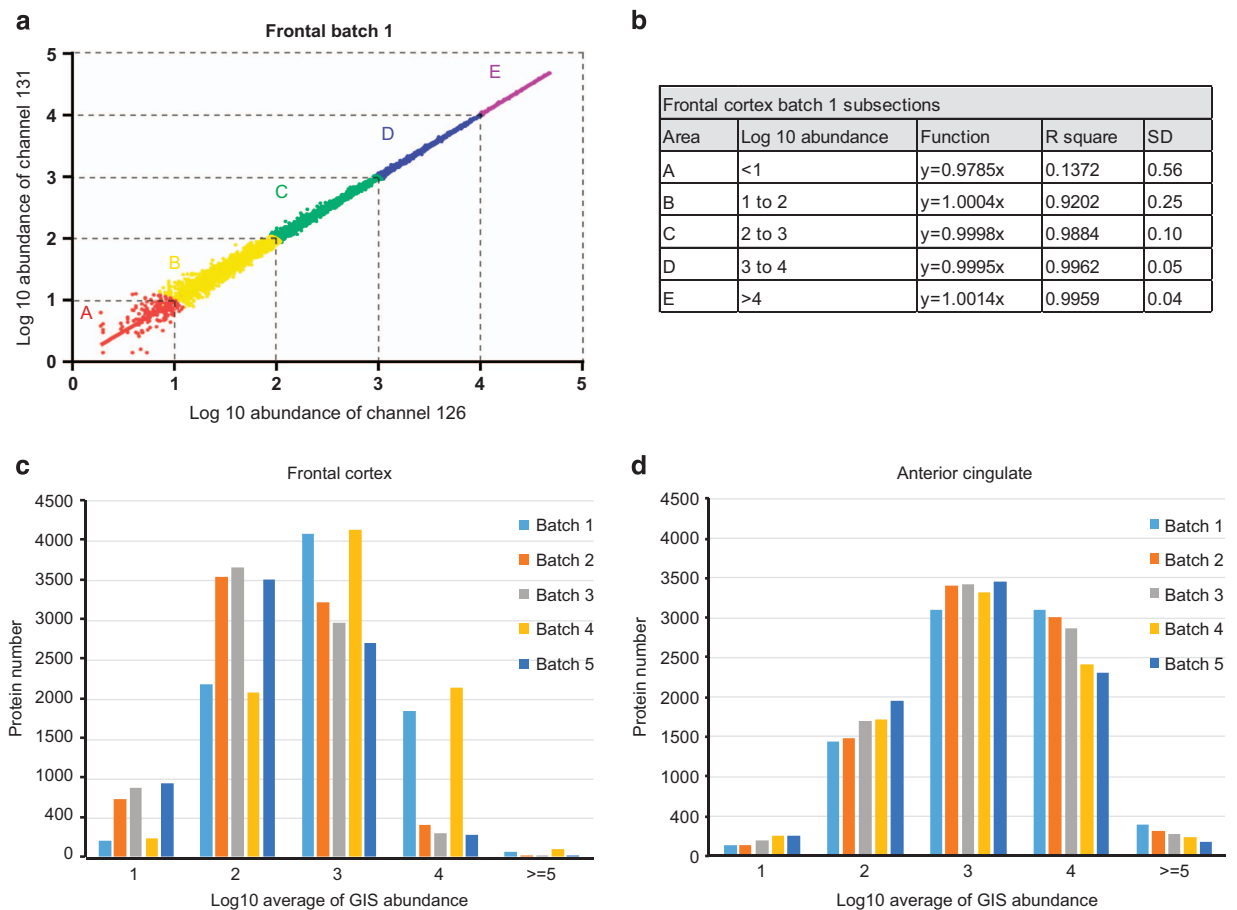 a
Frontal batch 1
Log 10 abundance of channel 131
5
4
3
2
1
0
A
B
C
D
E
0 1 2 3 4 5
Log 10 abundance of channel 126
b
Frontal cortex batch 1 subsections
Area Log 10 abundance Function R square SD
A <1 y=0.9785x 0.1372 0.56
B 1 to 2 y=1.0004x 0.9202 0.25
C 2 to 3 y=0.9998x 0.9884 0.10
D 3 to 4 y=0.9995x 0.9962 0.05
E >4 y=1.0014x 0.9959 0.04
c
Frontal cortex
Protein number
4500
4000
3500
3000
2500
2000
1500
1000
400
0
Batch 1
Batch 2
Batch 3
Batch 4
Batch 5
1 2 3 4 >=5
Log10 average of GIS abundance
d
Anterior cingulate
Protein number
4500
4000
3500
3000
2500
2000
1500
1000
400
0
Batch 1
Batch 2
Batch 3
Batch 4
Batch 5
1 2 3 4 >=5
Log10 average of GIS abundance